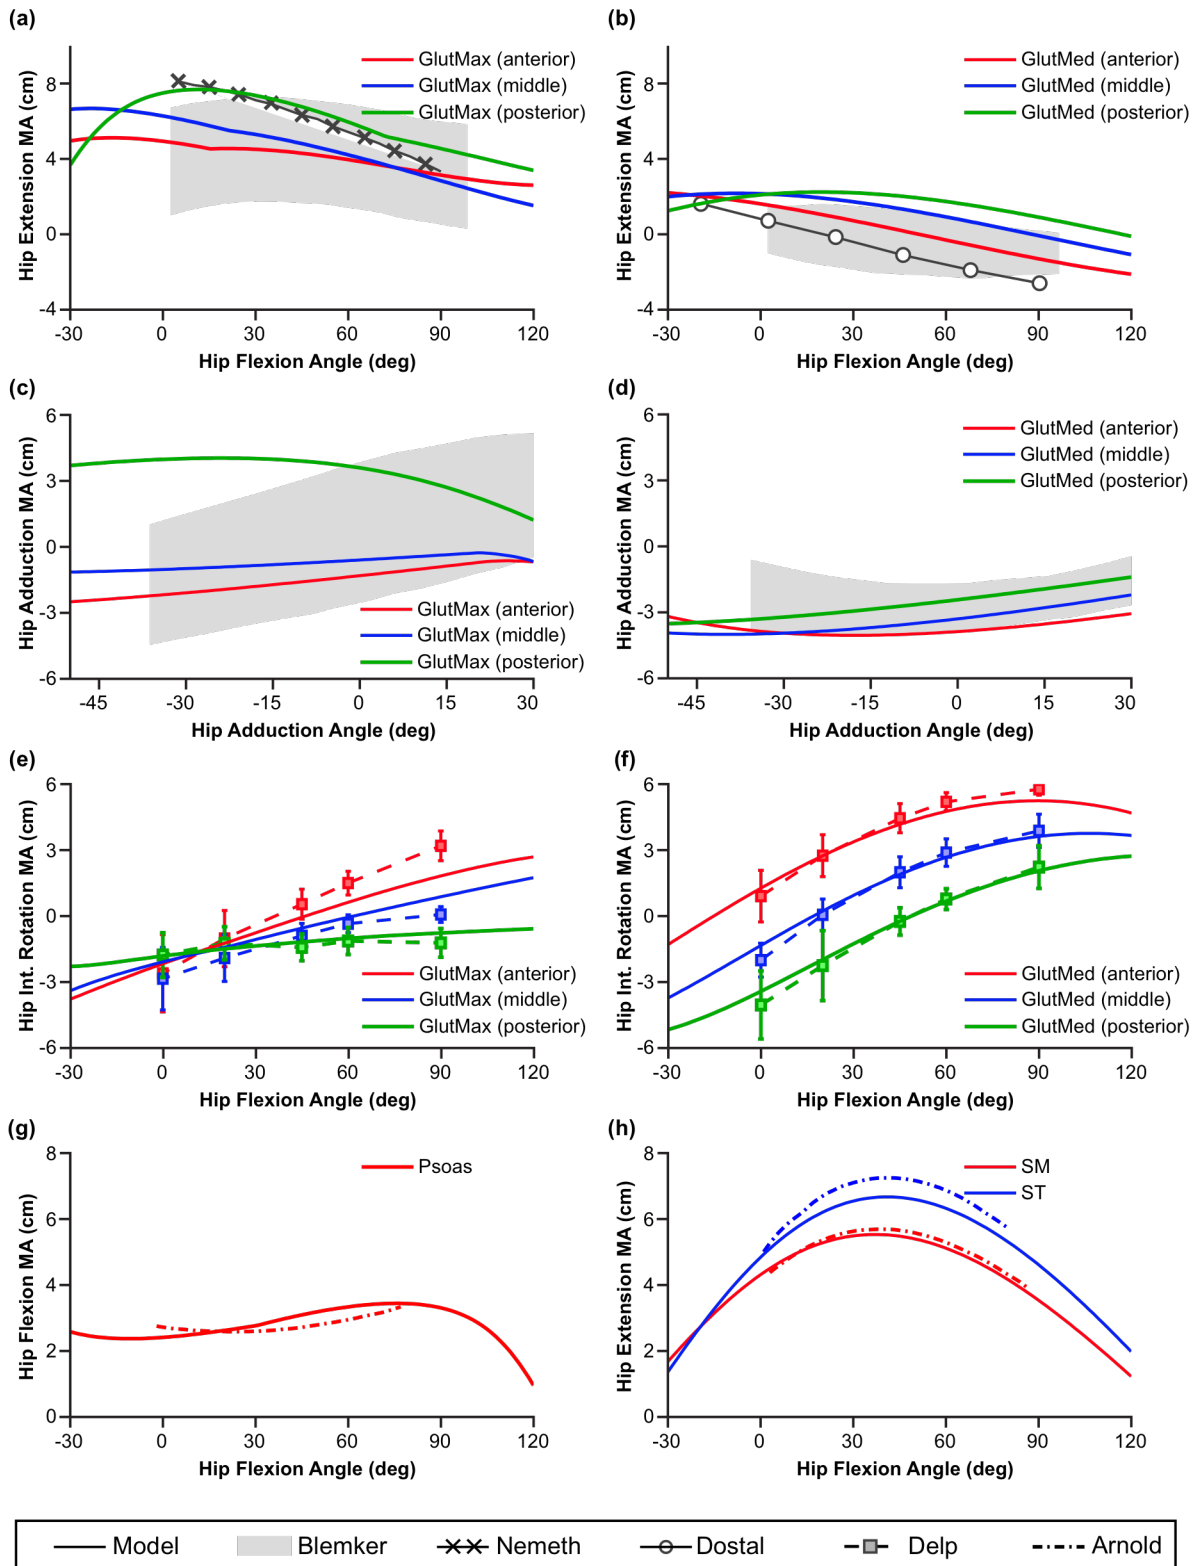 (a)
Hip Extension MA (cm)
8
4
0
-4
-30 0 30 60 90 120
Hip Flexion Angle (deg)
GlutMax (anterior)
GlutMax (middle)
GlutMax (posterior)
(b)
Hip Extension MA (cm)
8
4
0
-4
-30 0 30 60 90 120
Hip Flexion Angle (deg)
GlutMed (anterior)
GlutMed (middle)
GlutMed (posterior)
(c)
Hip Adduction MA (cm)
6
3
0
-3
-6
-45 -30 -15 0 15 30
Hip Adduction Angle (deg)
GlutMax (anterior)
GlutMax (middle)
GlutMax (posterior)
(d)
Hip Adduction MA (cm)
6
3
0
-3
-6
-45 -30 -15 0 15 30
Hip Adduction Angle (deg)
GlutMed (anterior)
GlutMed (middle)
GlutMed (posterior)
(e)
Hip Int. Rotation MA (cm)
6
3
0
-3
-6
-30 0 30 60 90 120
Hip Flexion Angle (deg)
GlutMax (anterior)
GlutMax (middle)
GlutMax (posterior)
(f)
Hip Int. Rotation MA (cm)
6
3
0
-3
-6
-30 0 30 60 90 120
Hip Flexion Angle (deg)
GlutMed (anterior)
GlutMed (middle)
GlutMed (posterior)
(g)
Hip Flexion MA (cm)
8
6
4
2
0
-30 0 30 60 90 120
Hip Flexion Angle (deg)
Psoas
(h)
Hip Extension MA (cm)
8
6
4
2
0
-30 0 30 60 90 120
Hip Flexion Angle (deg)
SM
ST
Model Blemker Nemeth Dostal Delp Arnold